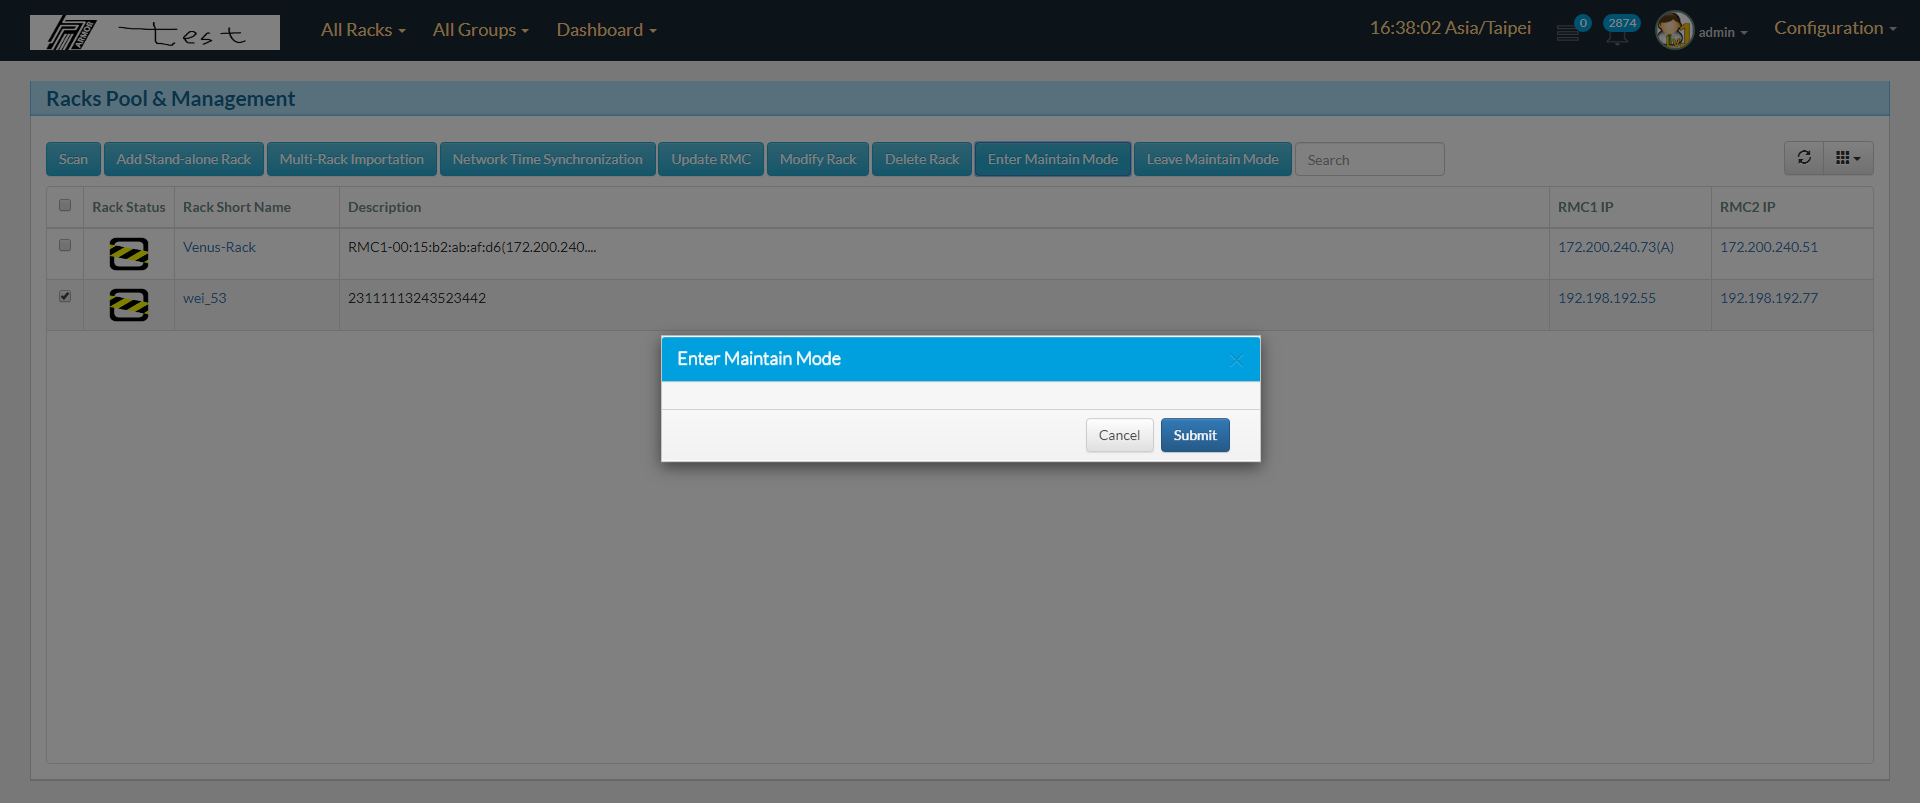 ARMOR test All Racks All Groups Dashboard 16:38:02 Asia/Taipei 0 2874 admin Configuration
Racks Pool & Management
Scan Add Stand-alone Rack Multi-Rack Importation Network Time Synchronization Update RMC Modify Rack Delete Rack Enter Maintain Mode Leave Maintain Mode Search
Rack Status Rack Short Name Description RMC1 IP RMC2 IP
Venus-Rack RMC1-00:15:b2:ab:af:d6(172.200.240.... 172.200.240.73(A) 172.200.240.51
wei_53 23111113243523442 192.198.192.55 192.198.192.77
Enter Maintain Mode
Cancel Submit